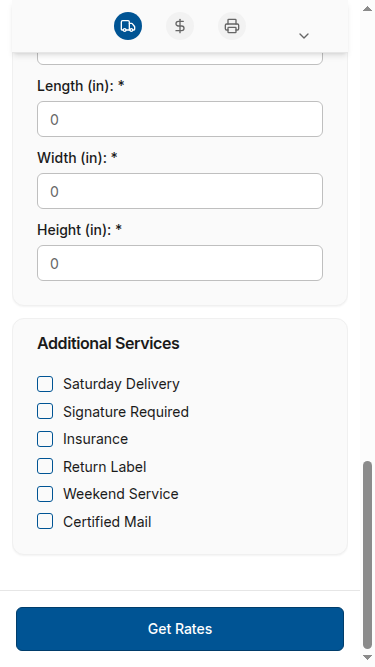 $
Length (in): *
0
Width (in): *
0
Height (in): *
0
Additional Services
Saturday Delivery
Signature Required
Insurance
Return Label
Weekend Service
Certified Mail
Get Rates